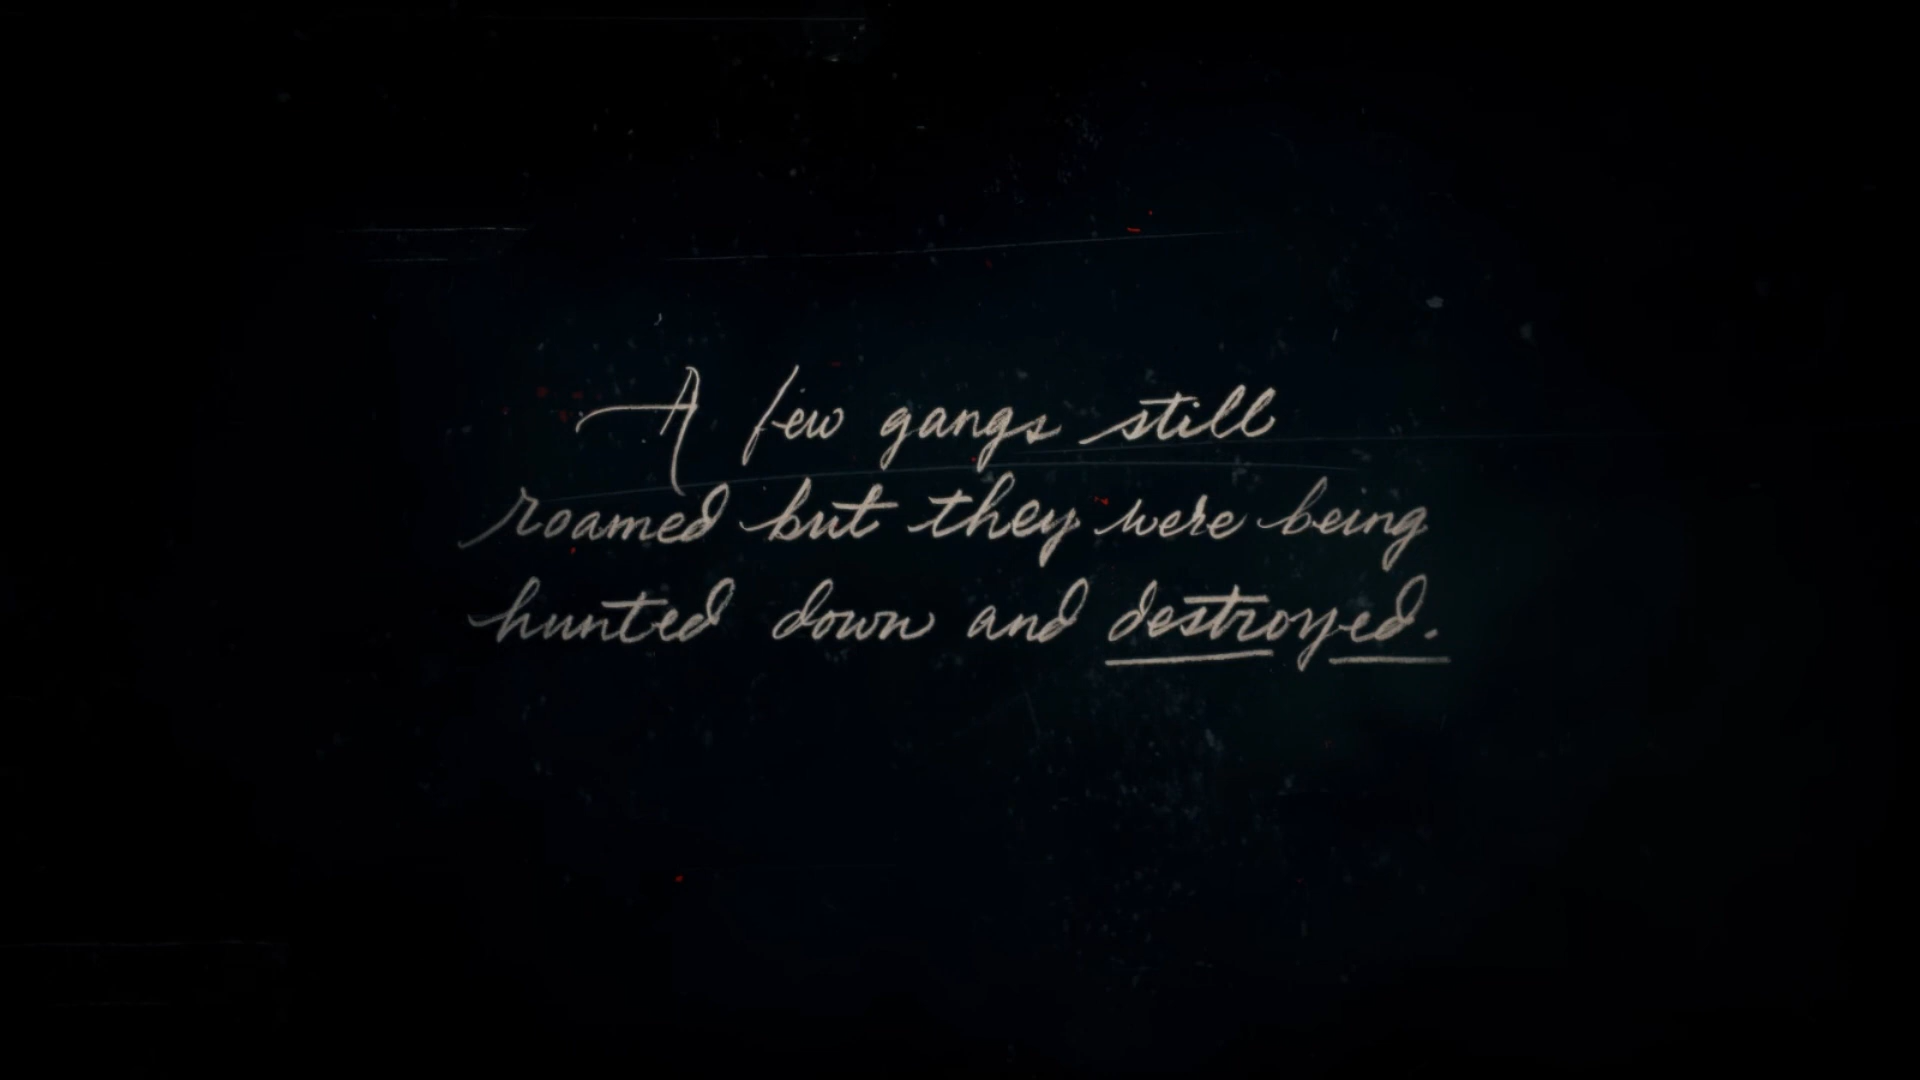 A few gangs still
roamed but they were being
hunted down and destroyed.